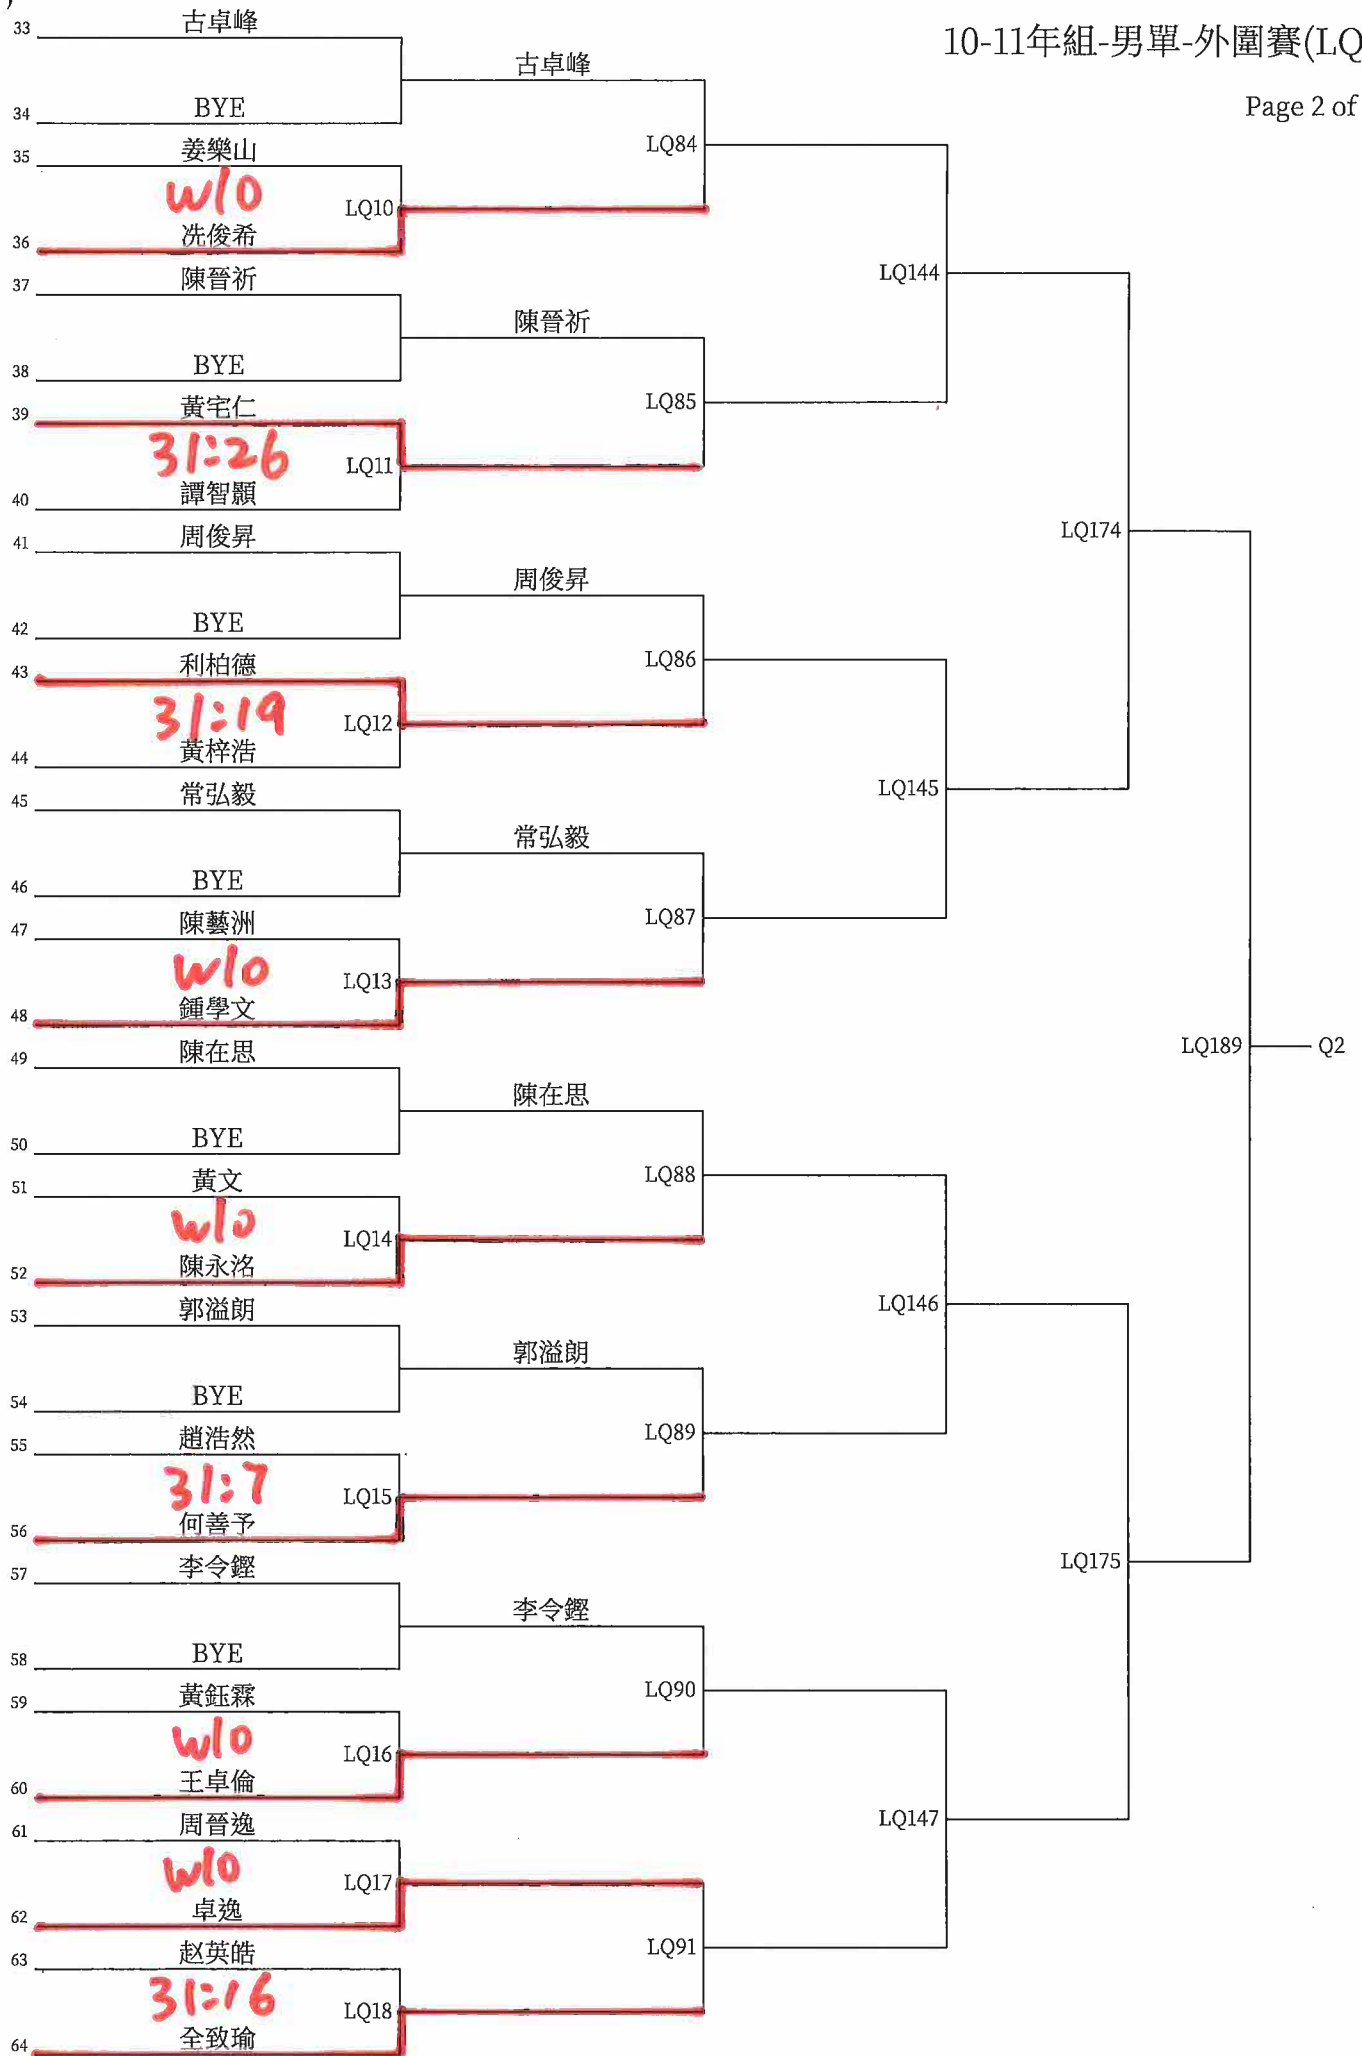 10-11年組-男單-外圍賽(LQ
Page 2 of
33 古卓峰
古卓峰
34 BYE
LQ84
35 姜樂山
w/o
LQ10
36 冼俊希
LQ144
37 陳晉祈
陳晉祈
38 BYE
LQ85
39 黃宅仁
31:26
LQ11
40 譚智顥
LQ174
41 周俊昇
周俊昇
42 BYE
LQ86
43 利柏德
31:19
LQ12
44 黃梓浩
LQ145
45 常弘毅
常弘毅
46 BYE
LQ87
47 陳藝洲
w/o
LQ13
48 鍾學文
LQ189 Q2
49 陳在思
陳在思
50 BYE
LQ88
51 黃文
w/o
LQ14
52 陳永洺
LQ146
53 郭溢朗
郭溢朗
54 BYE
LQ89
55 趙浩然
31:7
LQ15
56 何善予
LQ175
57 李令鏗
李令鏗
58 BYE
LQ90
59 黃鈺霖
w/o
LQ16
60 王卓倫
LQ147
61 周晉逸
w/o
LQ17
62 卓逸
LQ91
63 赵英皓
31:16
LQ18
64 全致瑜